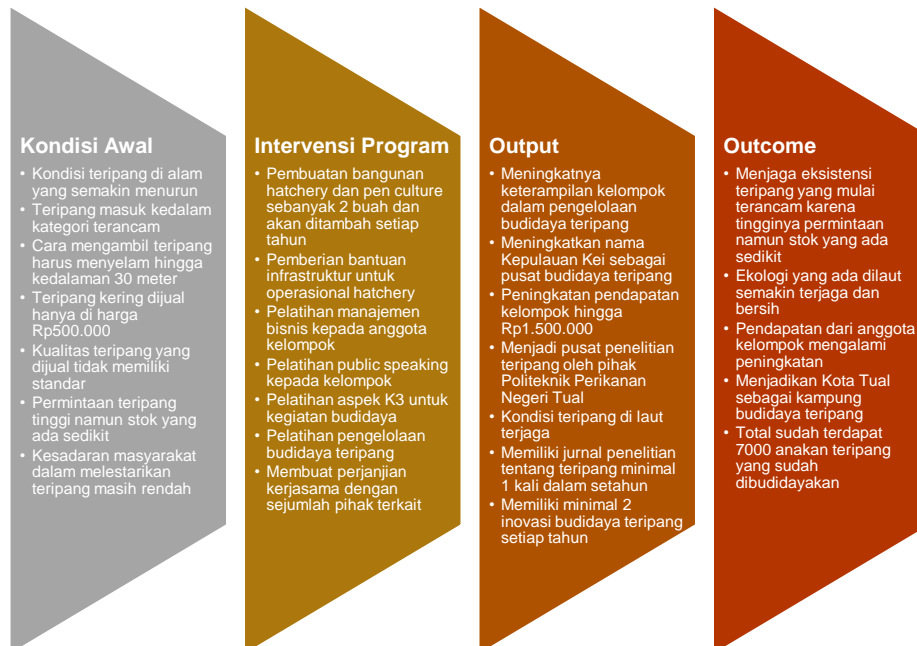 Kondisi Awal
• Kondisi teripang di alam
yang semakin menurun
• Teripang masuk kedalam
kategori terancam
• Cara mengambil teripang
harus menyelam hingga
kedalaman 30 meter
• Teripang kering dijual
hanya di harga
Rp500.000
• Kualitas teripang yang
dijual tidak memiliki
standar
• Permintaan teripang
tinggi namun stok yang
ada sedikit
• Kesadaran masyarakat
dalam melestarikan
teripang masih rendah
Intervensi Program
• Pembuatan bangunan
hatchery dan pen culture
sebanyak 2 buah dan
akan ditambah setiap
tahun
• Pemberian bantuan
infrastruktur untuk
operasional hatchery
• Pelatihan manajemen
bisnis kepada anggota
kelompok
• Pelatihan public speaking
kepada kelompok
• Pelatihan aspek K3 untuk
kegiatan budidaya
• Pelatihan pengelolaan
budidaya teripang
• Membuat perjanjian
kerjasama dengan
sejumlah pihak terkait
Output
• Meningkatnya
keterampilan kelompok
dalam pengelolaan
budidaya teripang
• Meningkatkan nama
Kepulauan Kei sebagai
pusat budidaya teripang
• Peningkatan pendapatan
kelompok hingga
Rp1.500.000
• Menjadi pusat penelitian
teripang oleh pihak
Politeknik Perikanan
Negeri Tual
• Kondisi teripang di laut
terjaga
• Memiliki jurnal penelitian
tentang teripang minimal
1 kali dalam setahun
• Memiliki minimal 2
inovasi budidaya teripang
setiap tahun
Outcome
• Menjaga eksistensi
teripang yang mulai
terancam karena
tingginya permintaan
namun stok yang ada
sedikit
• Ekologi yang ada dilaut
semakin terjaga dan
bersih
• Pendapatan dari anggota
kelompok mengalami
peningkatan
• Menjadikan Kota Tual
sebagai kampung
budidaya teripang
• Total sudah terdapat
7000 anakan teripang
yang sudah
dibudidayakan